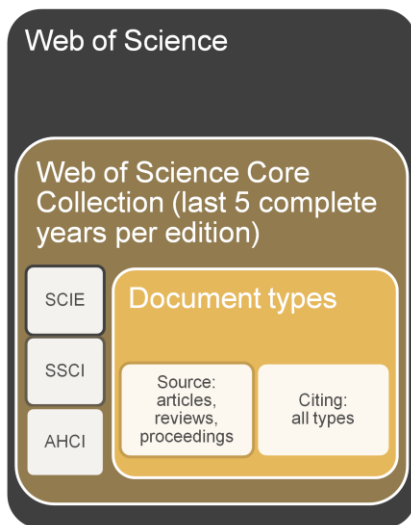 Web of Science
Web of Science Core
Collection (last 5 complete
years per edition)
SCIE
SSCI
AHCI
Document types
Source:
articles,
reviews,
proceedings
Citing:
all types